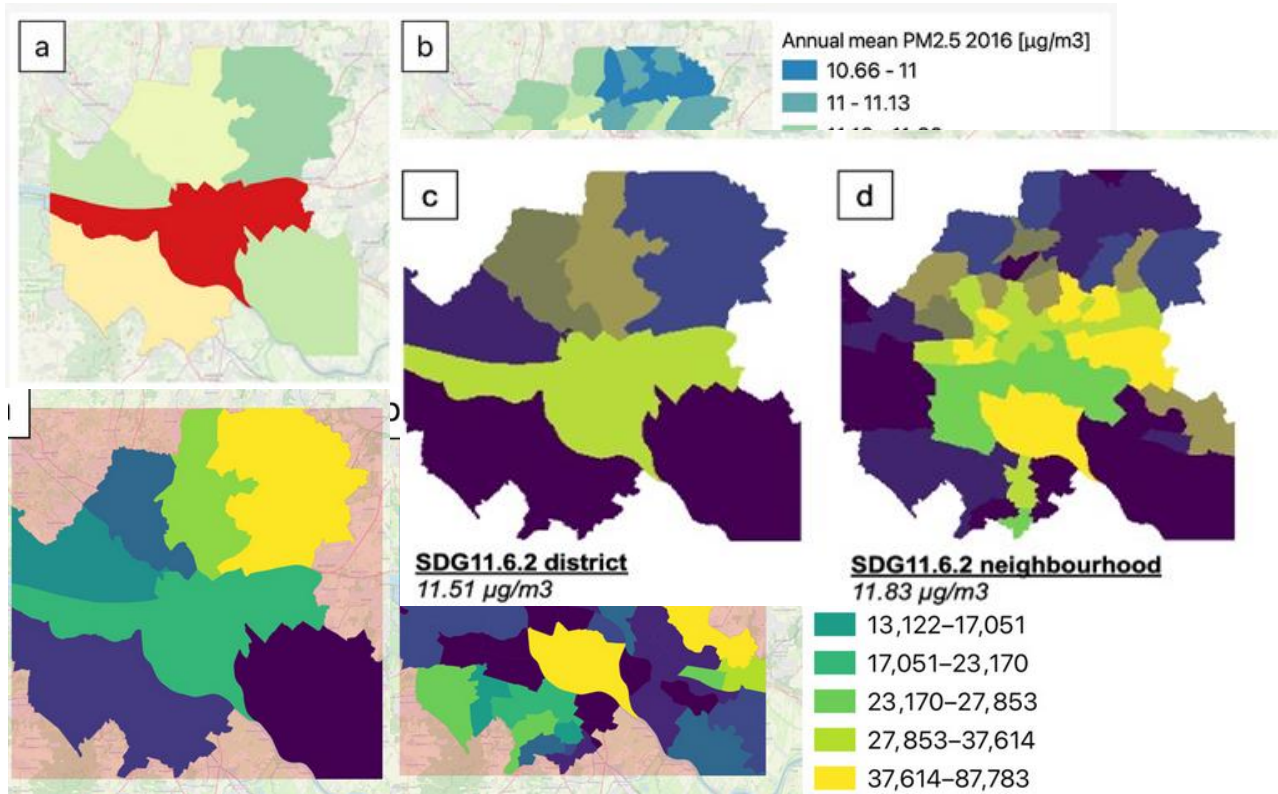 a
b
Annual mean PM2.5 2016 [µg/m3]
10.66 - 11
11 - 11.13
c
d
SDG11.6.2 district
11.51 µg/m3
SDG11.6.2 neighbourhood
11.83 µg/m3
13,122–17,051
17,051–23,170
23,170–27,853
27,853–37,614
37,614–87,783